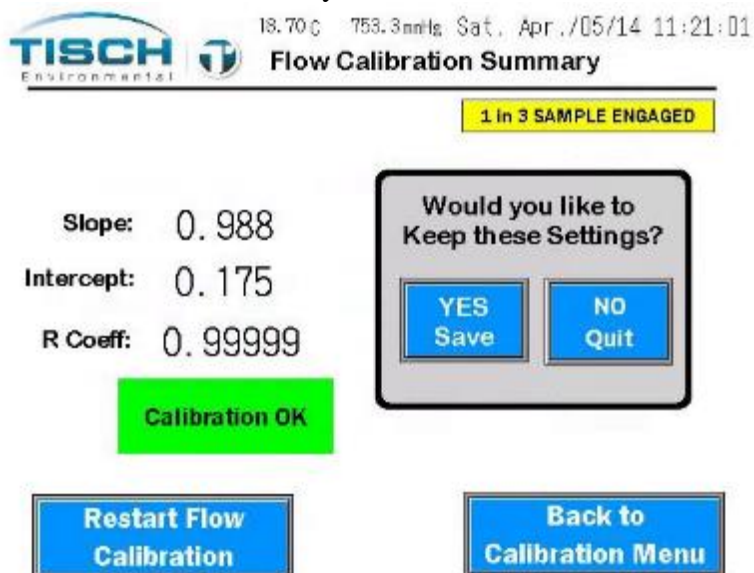 18.70C 753.3mmHg Sat. Apr./05/14 11:21:01
TISCH
Environmental
Flow Calibration Summary
1 in 3 SAMPLE ENGAGED
Slope: 0.988
Intercept: 0.175
R Coeff: 0.99999
Calibration OK
Would you like to
Keep these Settings?
YES
Save
NO
Quit
Restart Flow
Calibration
Back to
Calibration Menu